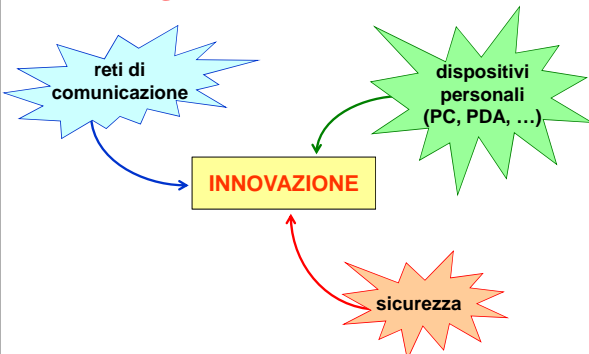 reti di
comunicazione
dispositivi
personali
(PC, PDA, …)
INNOVAZIONE
sicurezza